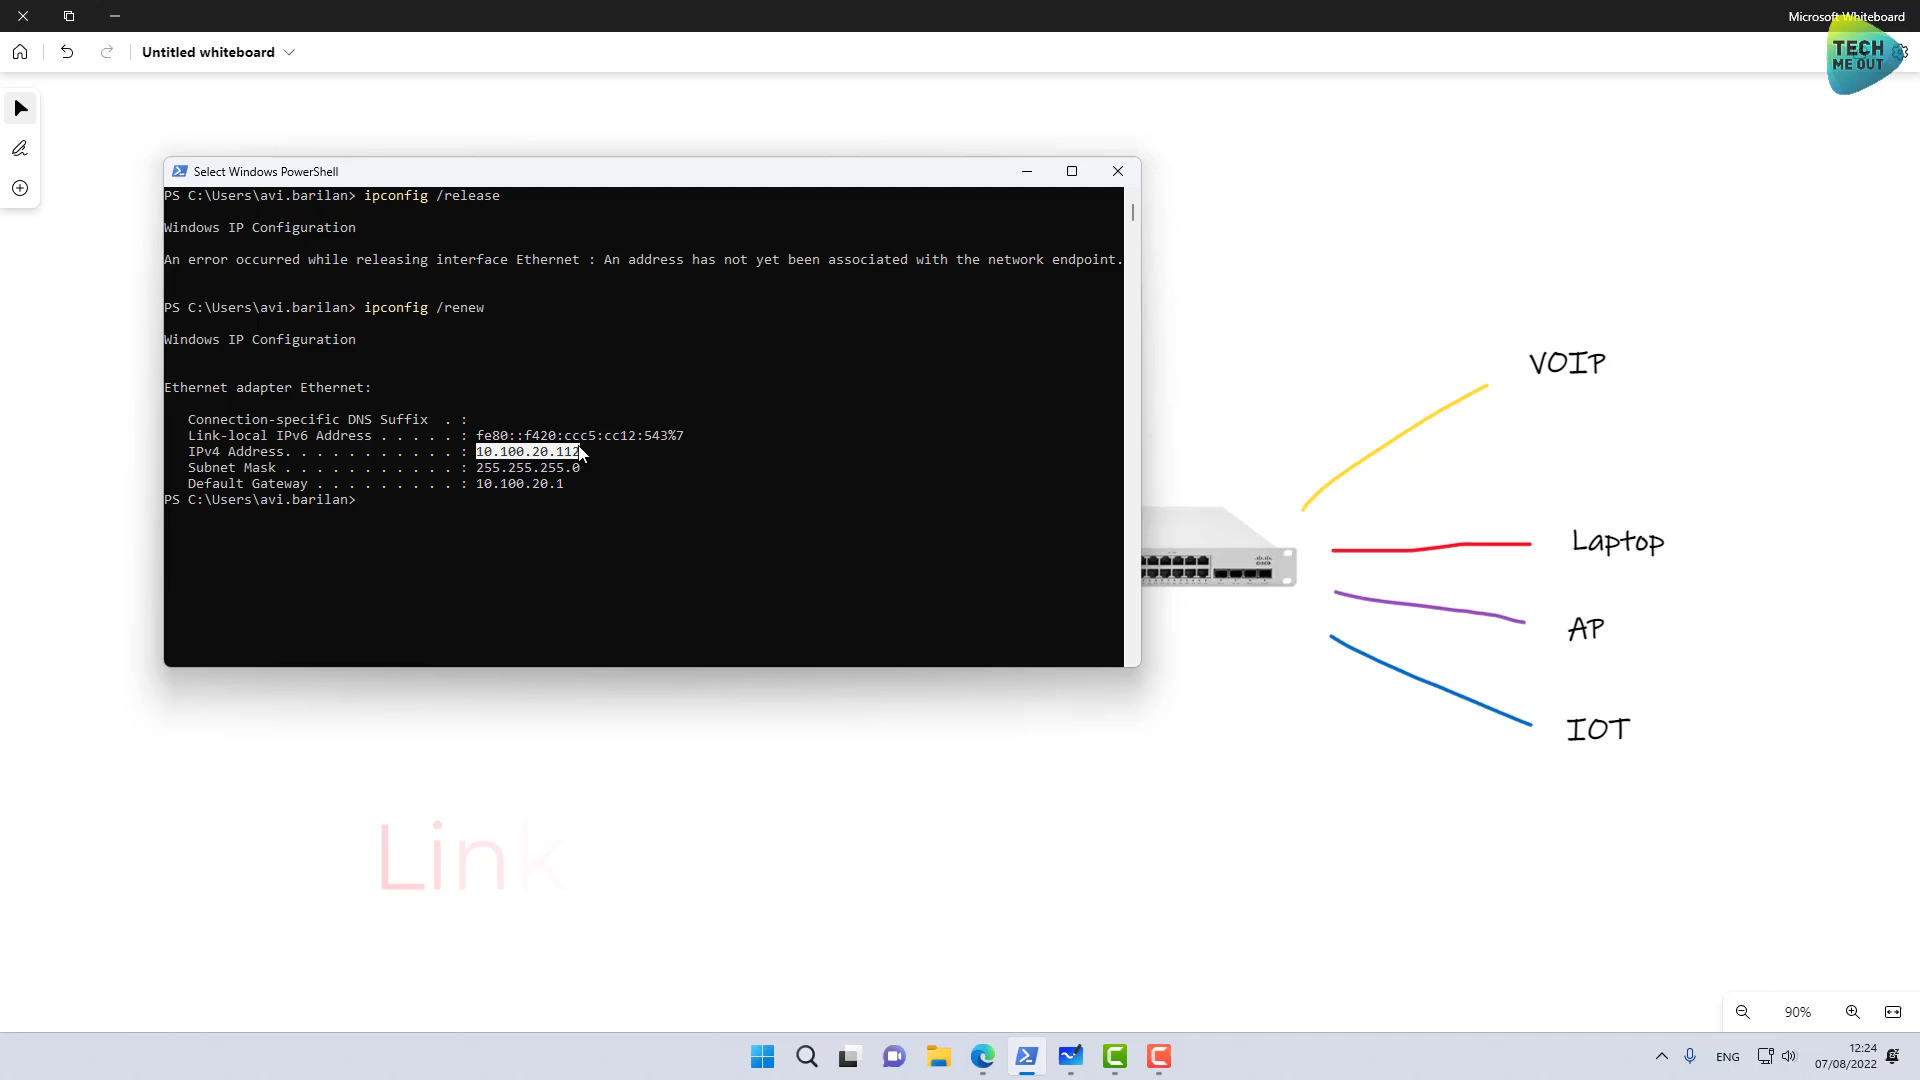 Microsoft Whiteboard
Untitled whiteboard
TECH
ME OUT
Select Windows PowerShell
PS C:\Users\avi.barilan> ipconfig /release
Windows IP Configuration
An error occurred while releasing interface Ethernet : An address has not yet been associated with the network endpoint.
PS C:\Users\avi.barilan> ipconfig /renew
Windows IP Configuration
Ethernet adapter Ethernet:
Connection-specific DNS Suffix . :
Link-local IPv6 Address . . . . . : fe80::f420:ccc5:cc12:543%7
IPv4 Address. . . . . . . . . . . : 10.100.20.112
Subnet Mask . . . . . . . . . . . : 255.255.255.0
Default Gateway . . . . . . . . . : 10.100.20.1
PS C:\Users\avi.barilan>
VOIP
Laptop
AP
IOT
CISCO
Link
90%
ENG
12:24
07/08/2022